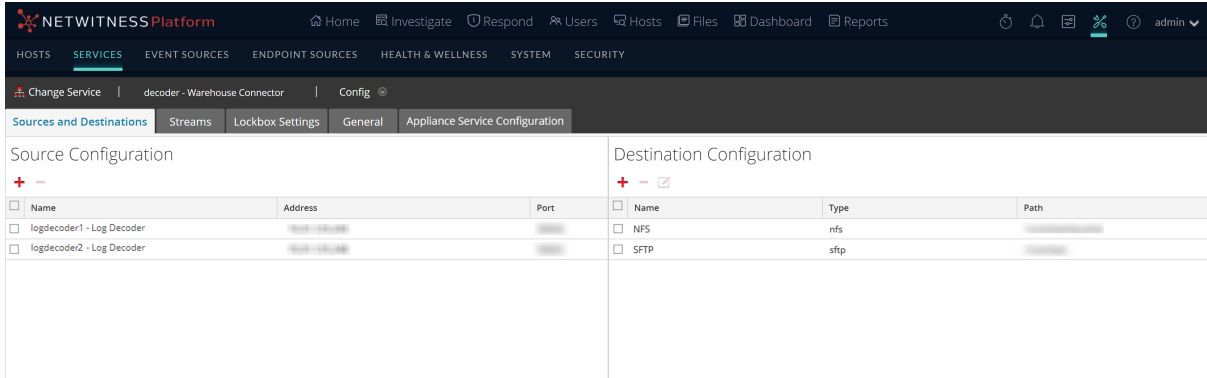 NETWITNESS Platform Home Investigate Respond Users Hosts Files Dashboard Reports admin
HOSTS SERVICES EVENT SOURCES ENDPOINT SOURCES HEALTH & WELLNESS SYSTEM SECURITY
Change Service | decoder - Warehouse Connector | Config
Sources and Destinations Streams Lockbox Settings General Appliance Service Configuration
Source Configuration
Name Address Port
logdecoder1 - Log Decoder
logdecoder2 - Log Decoder
Destination Configuration
Name Type Path
NFS nfs
SFTP sftp